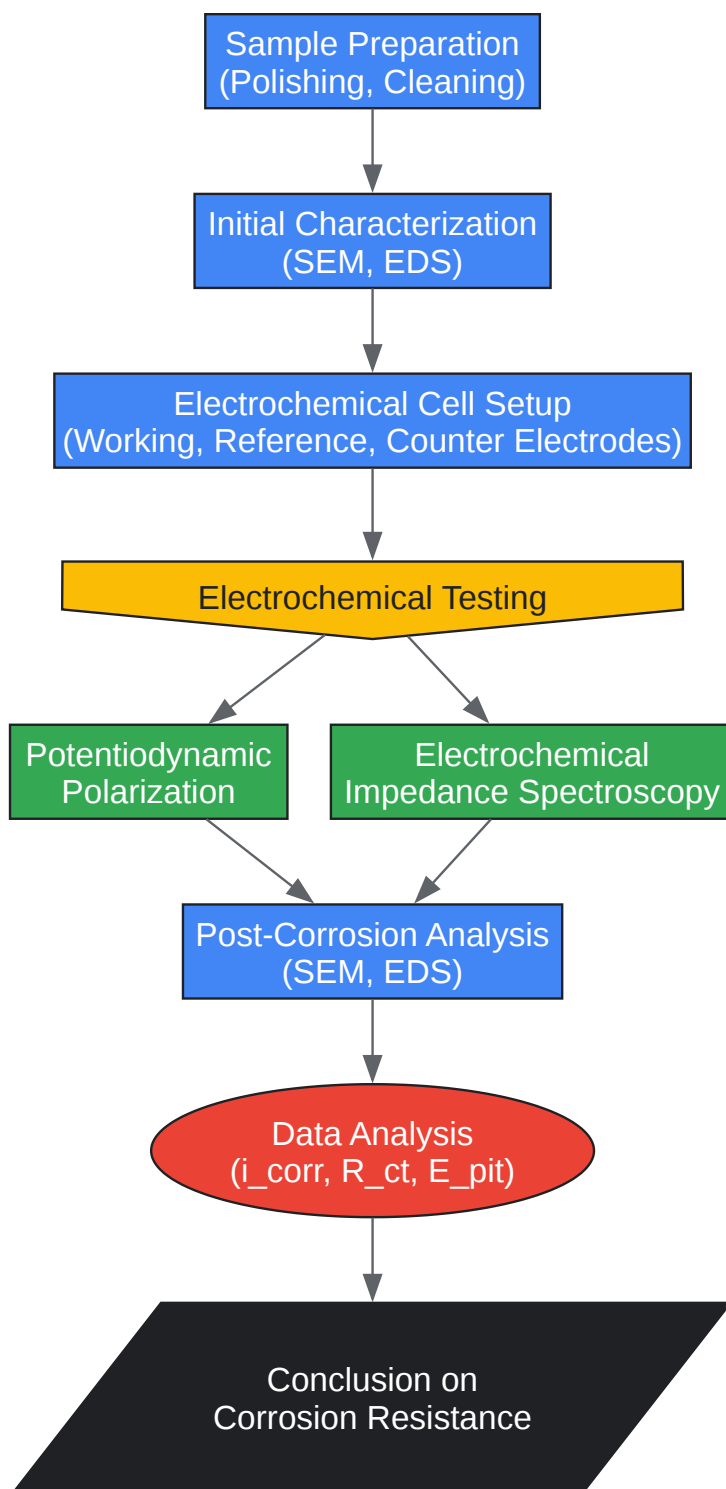 Sample Preparation
(Polishing, Cleaning)
Initial Characterization
(SEM, EDS)
Electrochemical Cell Setup
(Working, Reference, Counter Electrodes)
Electrochemical Testing
Potentiodynamic
Polarization
Electrochemical
Impedance Spectroscopy
Post-Corrosion Analysis
(SEM, EDS)
Data Analysis
(i_corr, R_ct, E_pit)
Conclusion on
Corrosion Resistance